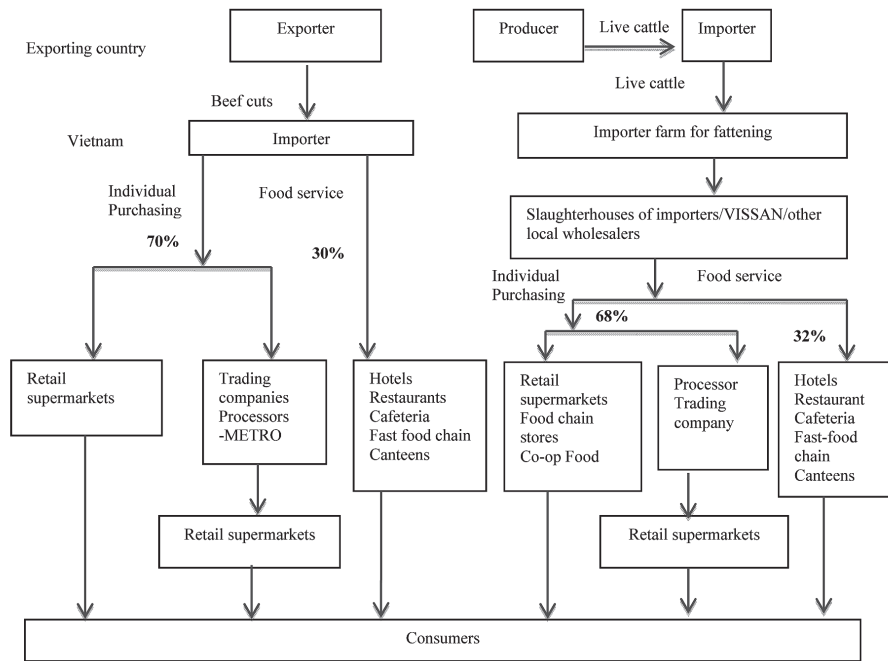 Exporting country
Exporter
Producer
Live cattle
Importer
Beef cuts
Live cattle
Vietnam
Importer
Importer farm for fattening
Individual
Purchasing
70%
Food service
30%
Slaughterhouses of importers/VISSAN/other
local wholesalers
Individual
Purchasing
68%
Food service
32%
Retail
supermarkets
Trading
companies
Processors
-METRO
Hotels
Restaurants
Cafeteria
Fast food chain
Canteens
Retail
supermarkets
Food chain
stores
Co-op Food
Processor
Trading
company
Hotels
Restaurant
Cafeteria
Fast-food
chain
Canteens
Retail supermarkets
Retail supermarkets
Consumers